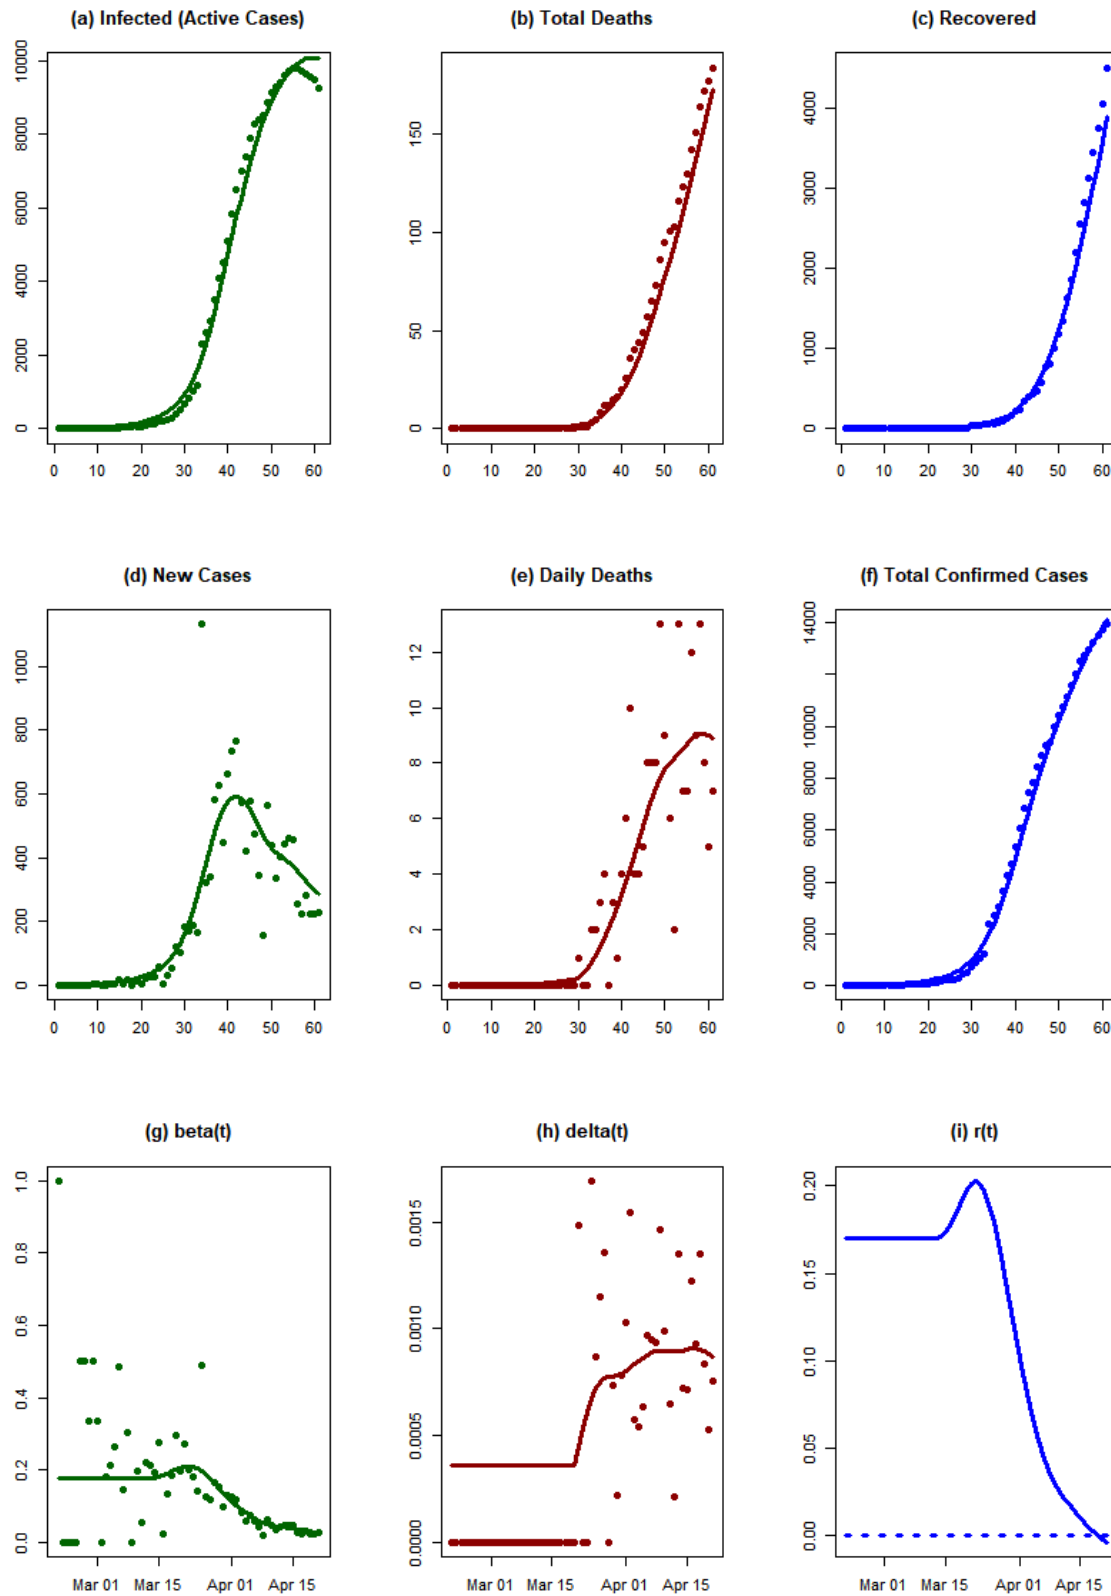 (a) Infected (Active Cases)
(b) Total Deaths
(c) Recovered
0 2000 4000 6000 8000 10000
0 50 100 150
0 1000 2000 3000 4000
0 10 20 30 40 50 60
0 10 20 30 40 50 60
0 10 20 30 40 50 60
(d) New Cases
(e) Daily Deaths
(f) Total Confirmed Cases
0 200 400 600 800 1000
0 2 4 6 8 10 12
0 2000 4000 6000 8000 10000 14000
0 10 20 30 40 50 60
0 10 20 30 40 50 60
0 10 20 30 40 50 60
(g) beta(t)
(h) delta(t)
(i) r(t)
0.0 0.2 0.4 0.6 0.8 1.0
0.0000 0.0005 0.0010 0.0015
0.00 0.05 0.10 0.15 0.20
Mar 01 Mar 15 Apr 01 Apr 15
Mar 01 Mar 15 Apr 01 Apr 15
Mar 01 Mar 15 Apr 01 Apr 15